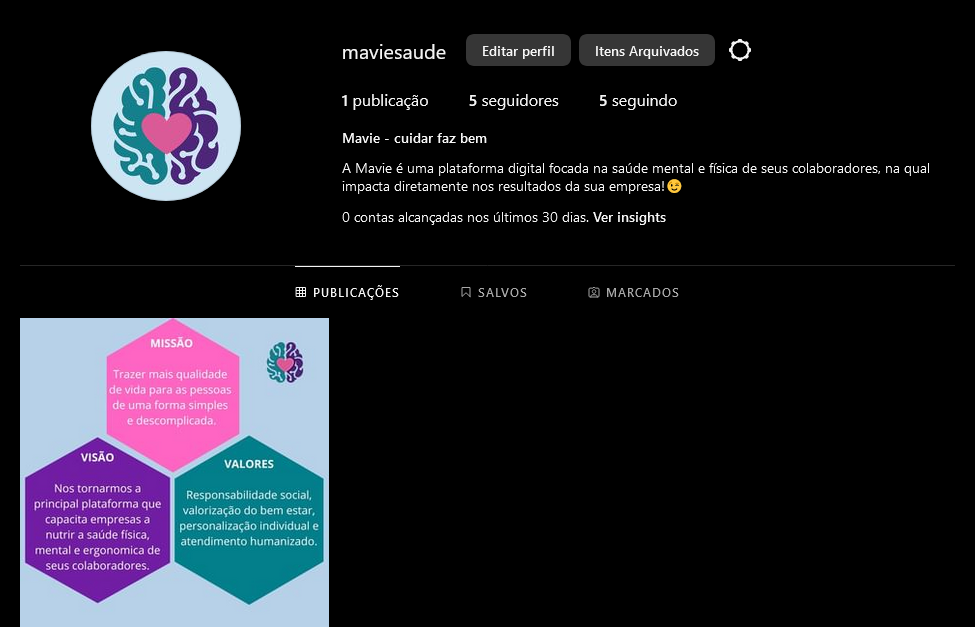 maviesaude Editar perfil Itens Arquivados
1 publicação 5 seguidores 5 seguindo
Mavie - cuidar faz bem
A Mavie é uma plataforma digital focada na saúde mental e física de seus colaboradores, na qual
impacta diretamente nos resultados da sua empresa!😉
0 contas alcançadas nos últimos 30 dias. Ver insights
PUBLICAÇÕES SALVOS MARCADOS
MISSÃO
Trazer mais qualidade
de vida para as pessoas
de uma forma simples
e descomplicada.
VISÃO
Nos tornarmos a
principal plataforma que
capacita empresas a
nutrir a saúde física,
mental e ergonomica de
seus colaboradores.
VALORES
Responsabilidade social,
valorização do bem estar,
personalização individual e
atendimento humanizado.